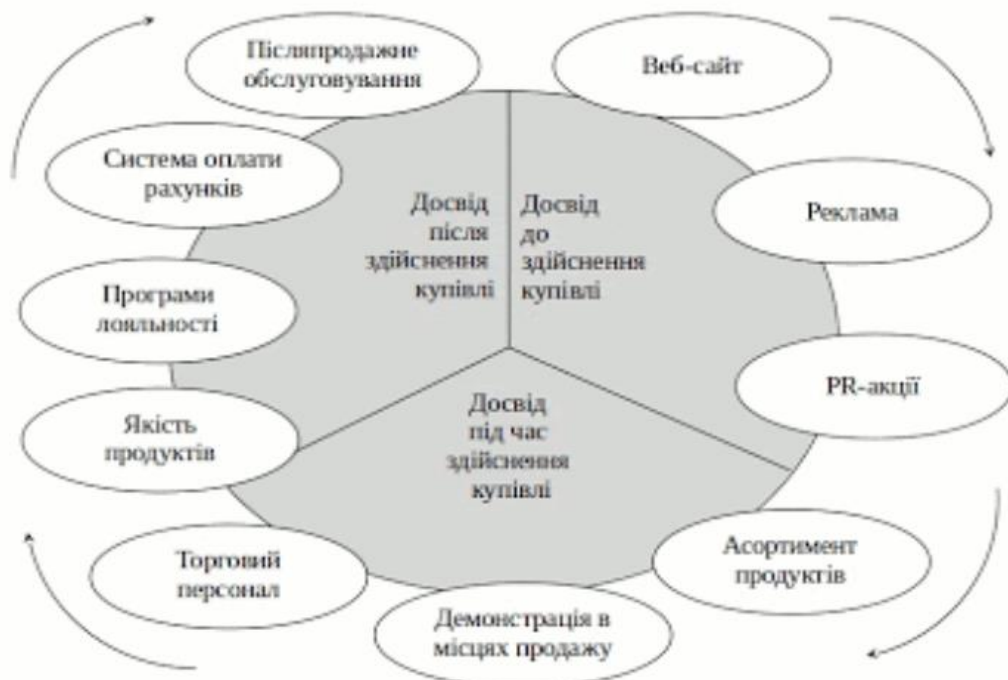 Післяпродажне
обслуговування
Веб-сайт
Система оплати
рахунків
Реклама
Досвід
після
здійснення
купівлі
Досвід
до
здійснення
купівлі
Програми
лояльності
PR-акції
Якість
продуктів
Досвід
під час
здійснення
купівлі
Торговий
персонал
Демонстрація в
місцях продажу
Асортимент
продуктів